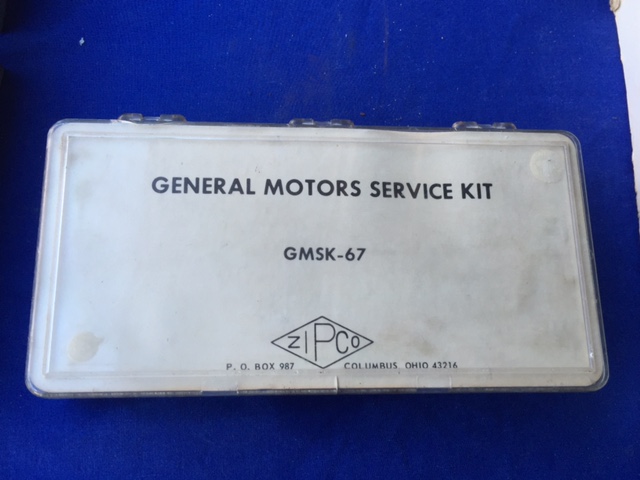 GENERAL MOTORS SERVICE KIT
GMSK-67
ZIPCo
P. O. BOX 987 COLUMBUS, OHIO 43216